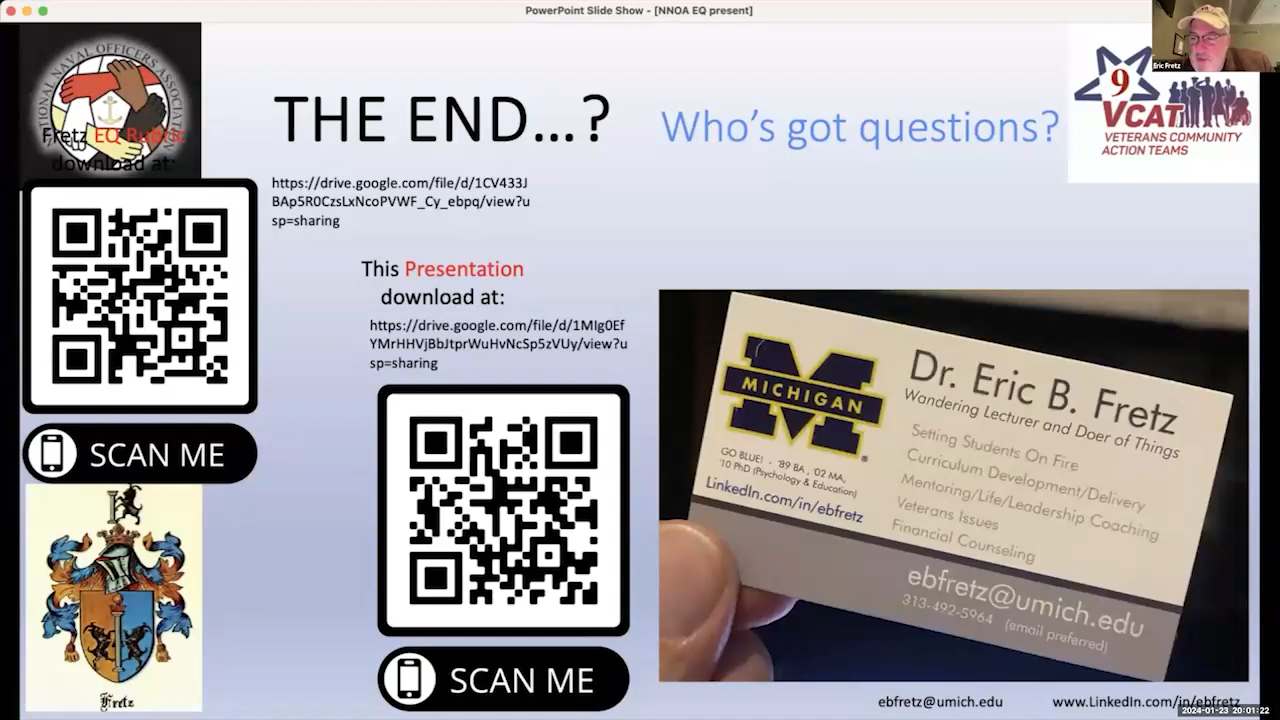 PowerPoint Slide Show - [NNOA EQ present]
Eric Fretz
NATIONAL NAVAL OFFICERS ASSOCIATION
Fretz EQ Rubric
download at:
SCAN ME
Fretz
THE END…?
Who's got questions?
9
VCAT
VETERANS COMMUNITY
ACTION TEAMS
https://drive.google.com/file/d/1CV433J
BAp5R0CzsLxNcoPVWF_Cy_ebpq/view?u
sp=sharing
This Presentation
download at:
https://drive.google.com/file/d/1MIg0Ef
YMrHHVjBbJtprWuHvNcSp5zVUy/view?u
sp=sharing
SCAN ME
MICHIGAN
GO BLUE! - '89 BA, '02 MA,
'10 PhD (Psychology & Education)
LinkedIn.com/in/ebfretz
Dr. Eric B. Fretz
Wandering Lecturer and Doer of Things
Setting Students On Fire
Curriculum Development/Delivery
Mentoring/Life/Leadership Coaching
Veterans Issues
Financial Counseling
ebfretz@umich.edu
313-492-5964 (email preferred)
ebfretz@umich.edu
www.LinkedIn.com/in/ebfretz
2024-01-23 20:01:22